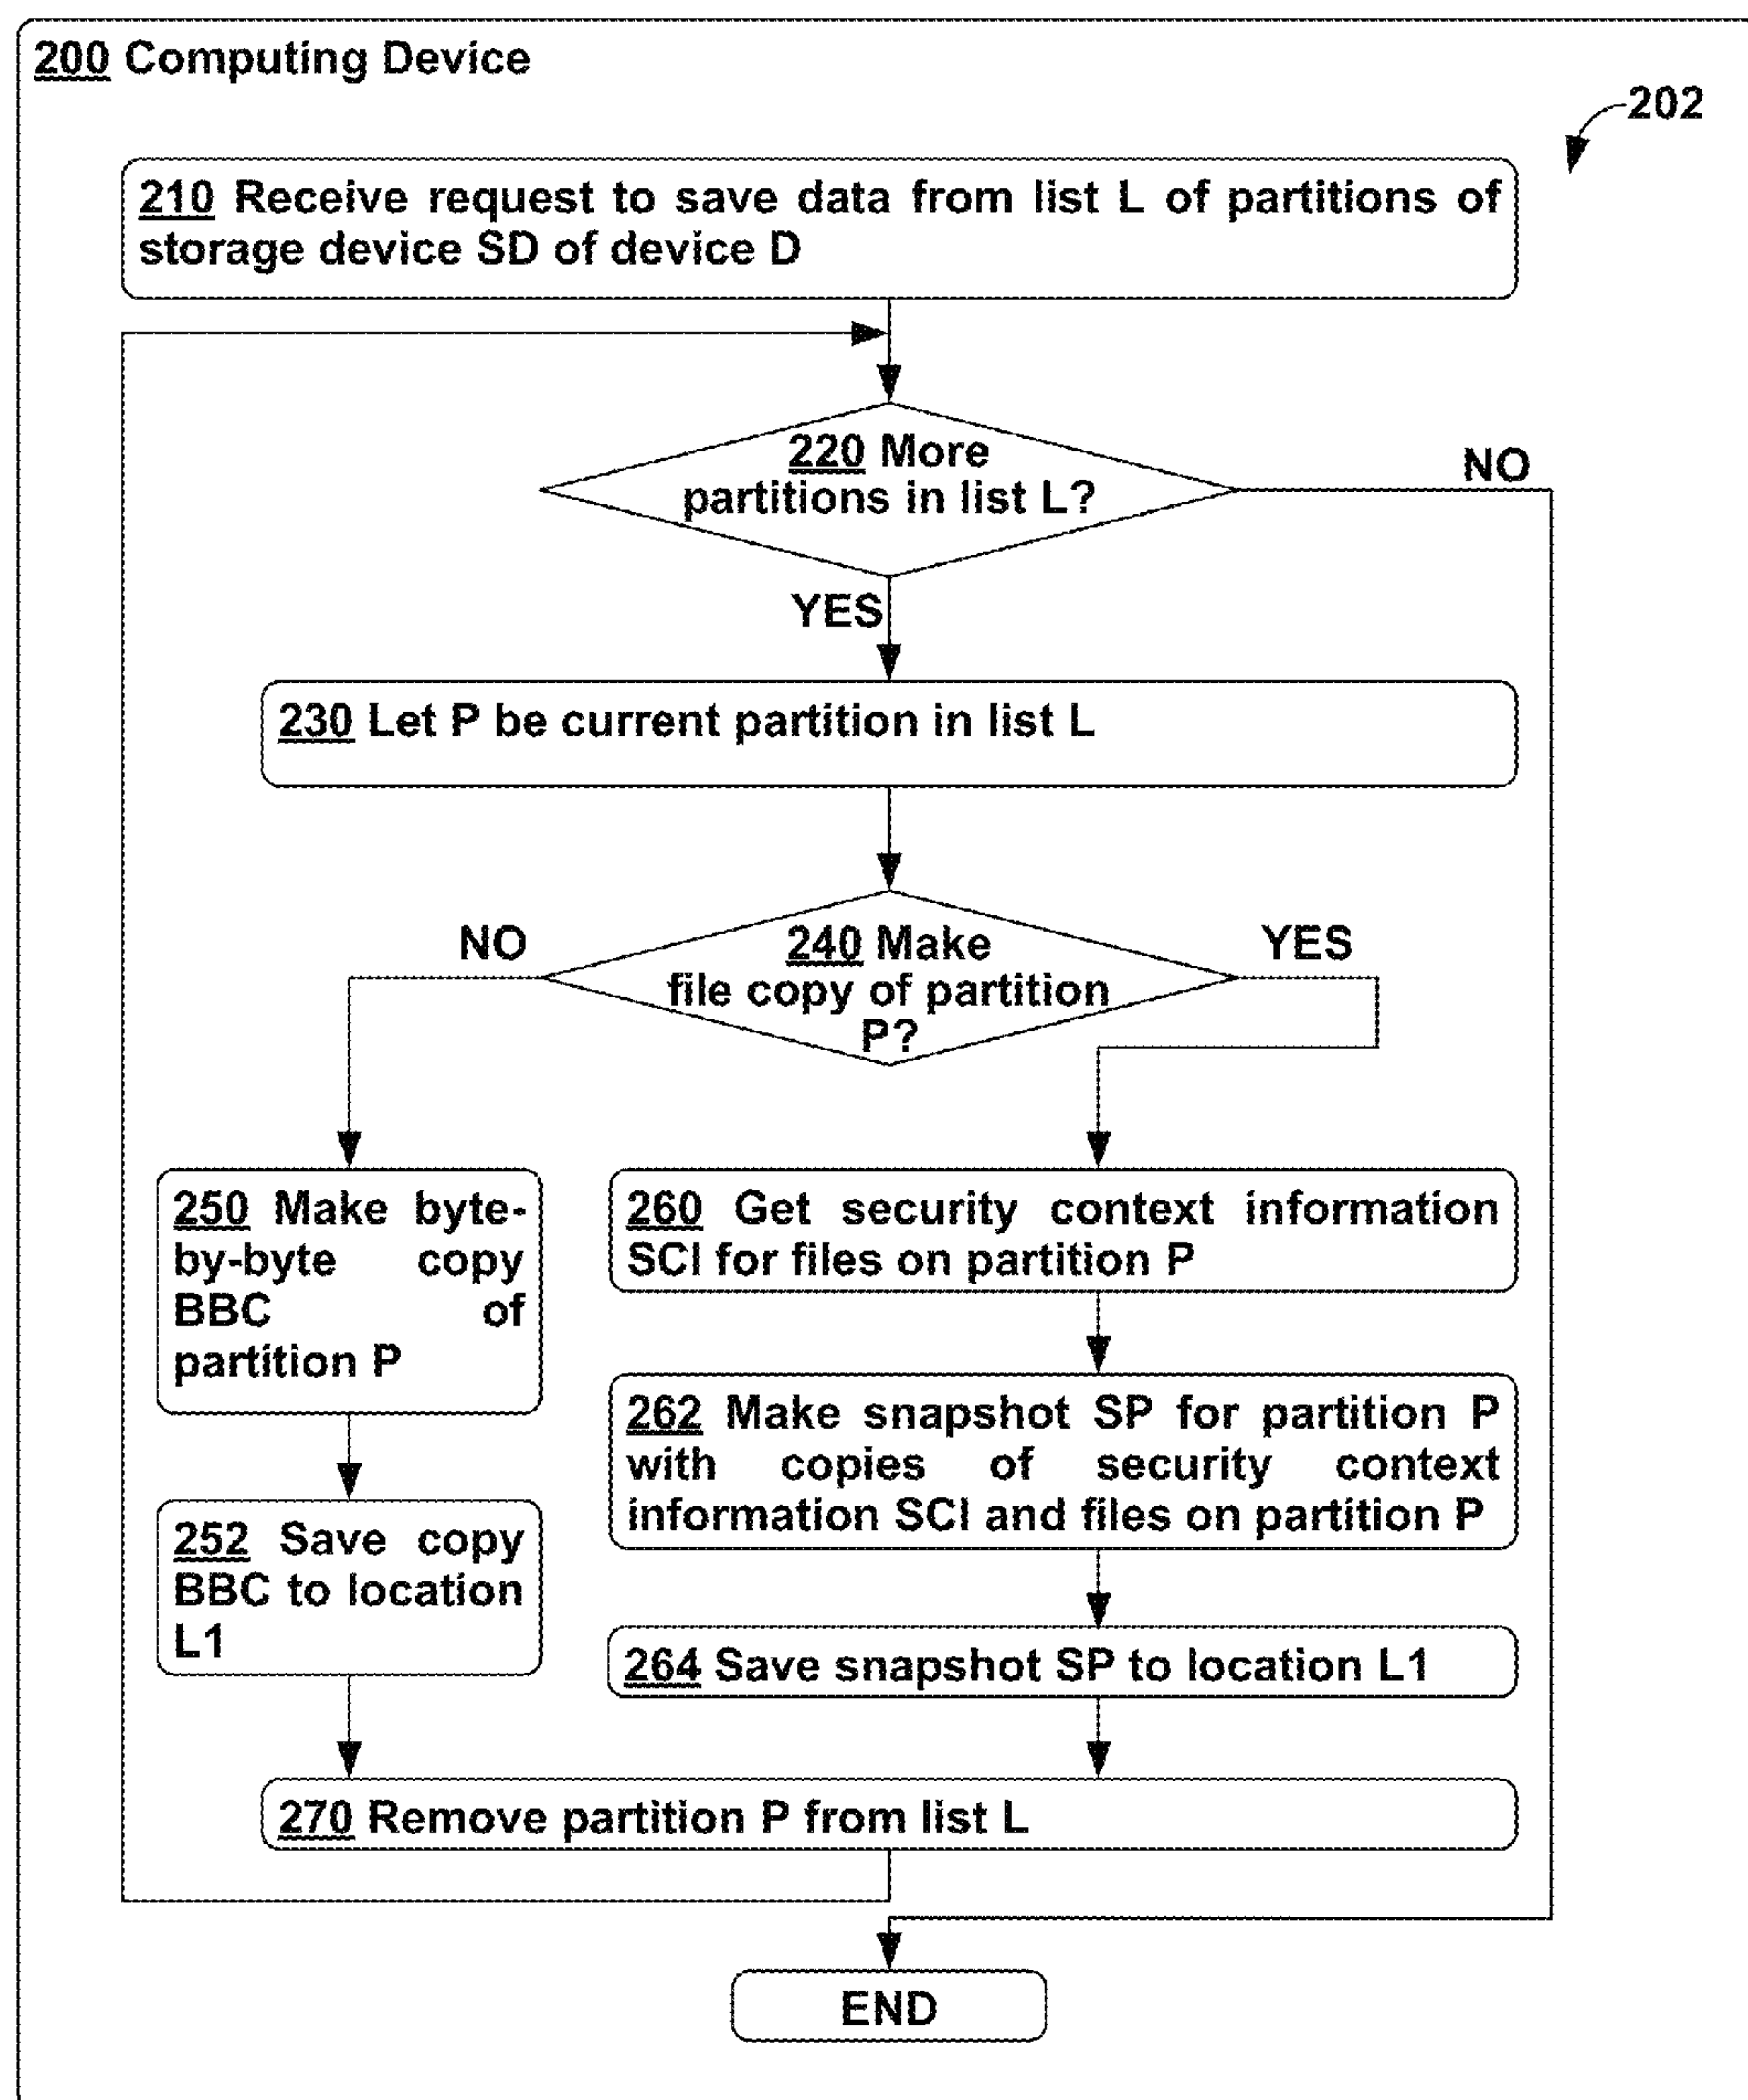 200 Computing Device
202
210 Receive request to save data from list L of partitions of
storage device SD of device D
220 More
partitions in list L?
NO
YES
230 Let P be current partition in list L
NO
240 Make
file copy of partition
P?
YES
250 Make byte-
by-byte copy
BBC of
partition P
260 Get security context information
SCI for files on partition P
262 Make snapshot SP for partition P
with copies of security context
information SCI and files on partition P
252 Save copy
BBC to location
L1
264 Save snapshot SP to location L1
270 Remove partition P from list L
END